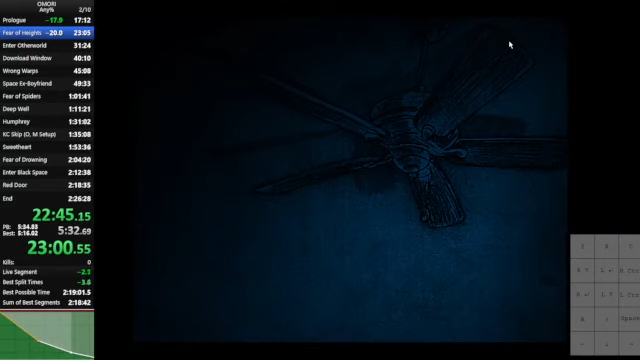 OMORI
Any%
2/10
Prologue -17.9 17:12
Fear of Heights -20.0 23:05
Enter Otherworld 31:24
Download Window 40:10
Wrong Warps 45:08
Space Ex-Boyfriend 49:33
Fear of Spiders 1:01:41
Deep Well 1:11:21
Humphrey 1:31:02
KC Skip (O, M Setup) 1:35:08
Sweetheart 1:53:36
Fear of Drowning 2:04:20
Enter Black Space 2:12:38
Red Door 2:18:35
End 2:26:28
22:45.15
PB: 5:34.83
Best: 5:16.02
5:32.69
23:00.55
Kills: 0
Live Segment -2.1
Best Split Times -3.6
Best Possible Time 2:19:01.5
Sum of Best Segments 2:18:42
Space